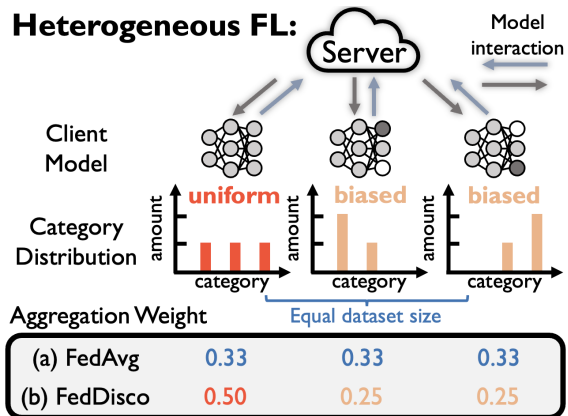 Heterogeneous FL:
Server
Model
interaction
Client
Model
uniform
biased
biased
Category
Distribution
amount
amount
amount
category
category
category
Equal dataset size
Aggregation Weight
(a) FedAvg 0.33 0.33 0.33
(b) FedDisco 0.50 0.25 0.25